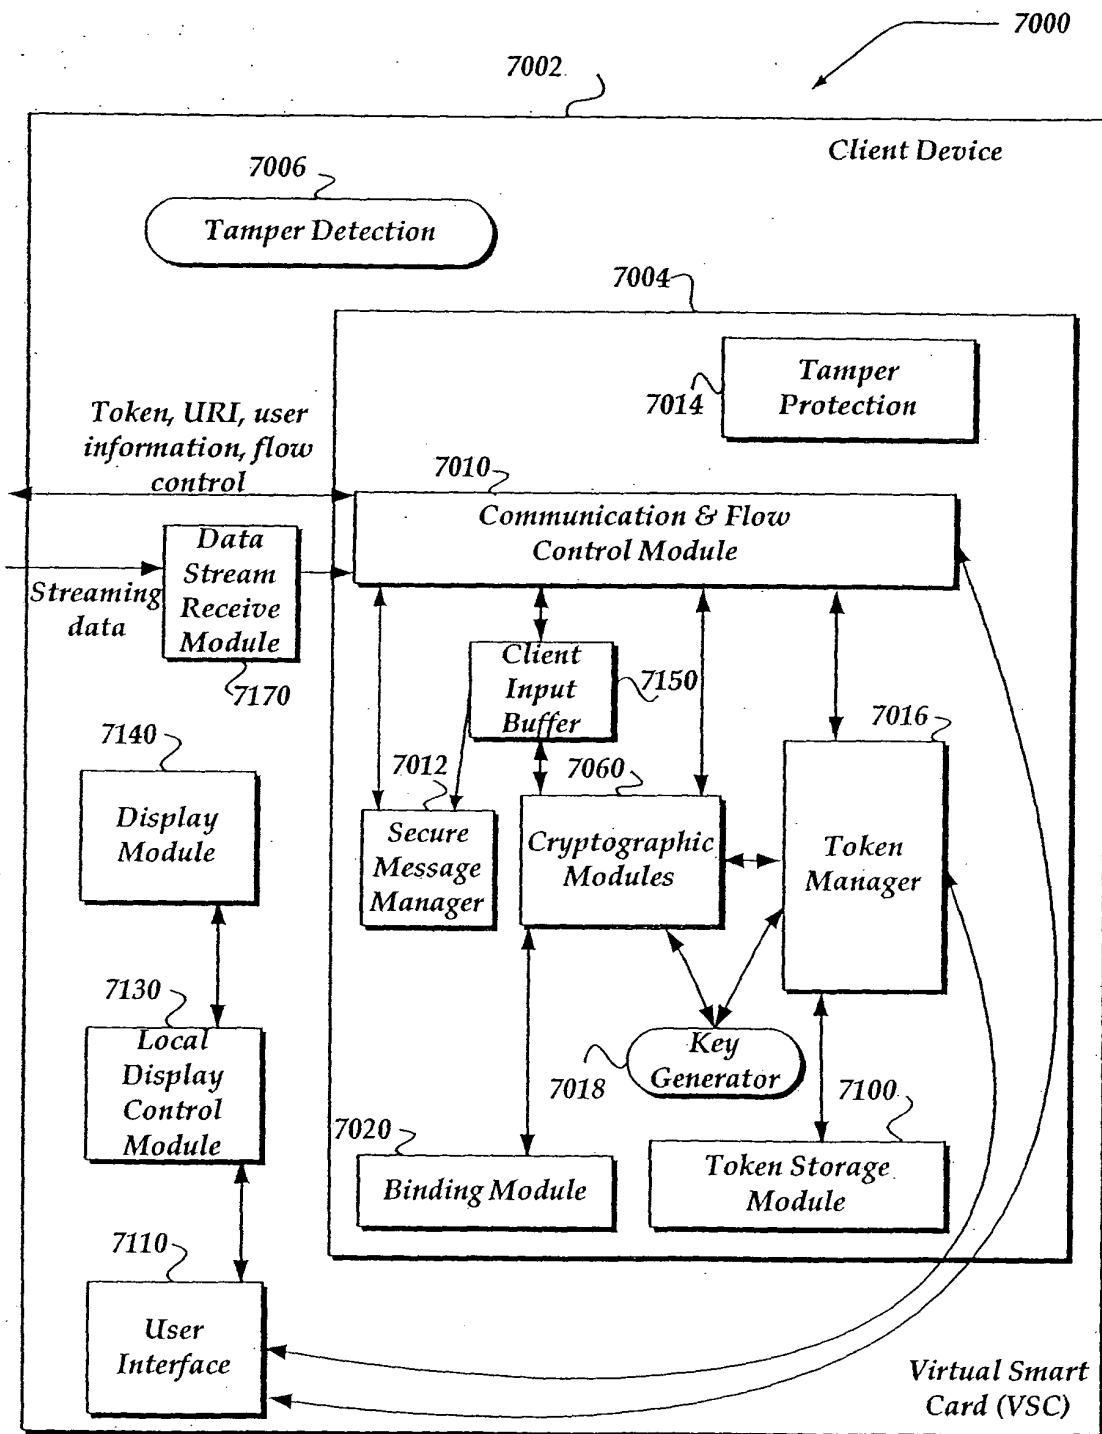 7000
7002
Client Device
7006
Tamper Detection
7004
Tamper
Protection
7014
Token, URI, user
information, flow
control
7010
Communication & Flow
Control Module
Data
Stream
Receive
Module
Streaming
data
7170
Client
Input
Buffer
7150
7140
Display
Module
7012
Secure
Message
Manager
7060
Cryptographic
Modules
7016
Token
Manager
7130
Local
Display
Control
Module
Key
Generator
7018
7100
Token Storage
Module
7020
Binding Module
7110
User
Interface
Virtual Smart
Card (VSC)